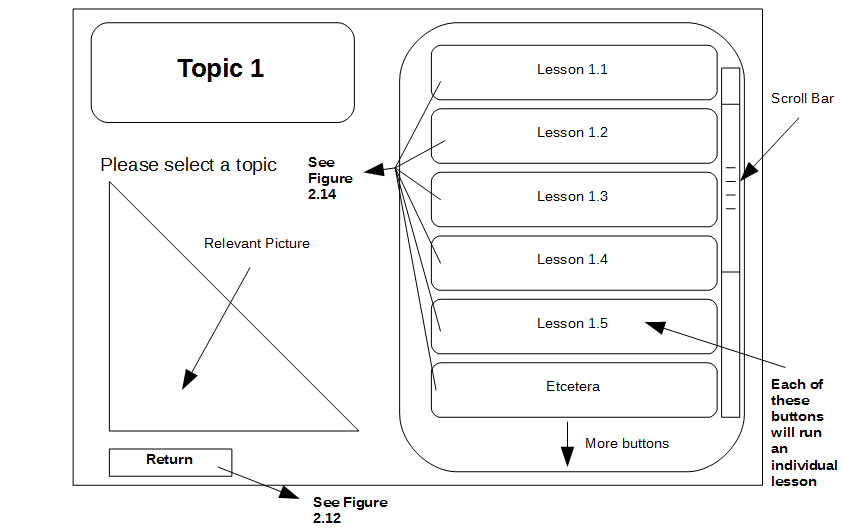 Topic 1
Please select a topic
See
Figure
2.14
Relevant Picture
Return
See Figure
2.12
Lesson 1.1
Lesson 1.2
Lesson 1.3
Lesson 1.4
Lesson 1.5
Etcetera
More buttons
Scroll Bar
Each of
these
buttons
will run
an
individual
lesson